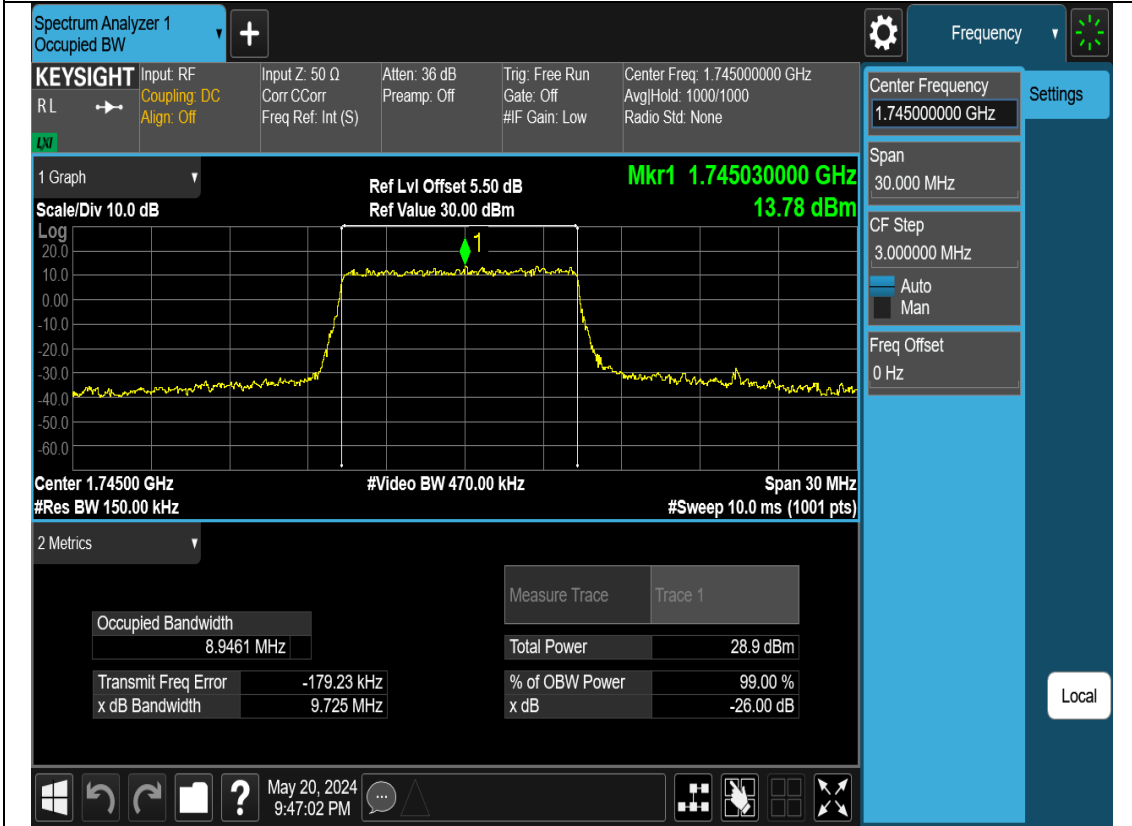 Spectrum Analyzer 1
Occupied BW
Frequency
KEYSIGHT
R L
LXI
Input: RF
Coupling: DC
Align: Off
Input Z: 50 Ω
Corr CCorr
Freq Ref: Int (S)
Atten: 36 dB
Preamp: Off
Trig: Free Run
Gate: Off
#IF Gain: Low
Center Freq: 1.745000000 GHz
Avg|Hold: 1000/1000
Radio Std: None
Center Frequency
1.745000000 GHz
Settings
Span
30.000 MHz
CF Step
3.000000 MHz
Auto
Man
Freq Offset
0 Hz
Local
1 Graph
Scale/Div 10.0 dB
Ref Lvl Offset 5.50 dB
Ref Value 30.00 dBm
Mkr1 1.745030000 GHz
13.78 dBm
Log
1
20.0
10.0
0.00
-10.0
-20.0
-30.0
-40.0
-50.0
-60.0
Center 1.74500 GHz
#Video BW 470.00 kHz
Span 30 MHz
#Res BW 150.00 kHz
#Sweep 10.0 ms (1001 pts)
2 Metrics
Measure Trace Trace 1
Occupied Bandwidth
8.9461 MHz
Total Power 28.9 dBm
Transmit Freq Error -179.23 kHz
% of OBW Power 99.00 %
x dB Bandwidth 9.725 MHz
x dB -26.00 dB
?
May 20, 2024
9:47:02 PM